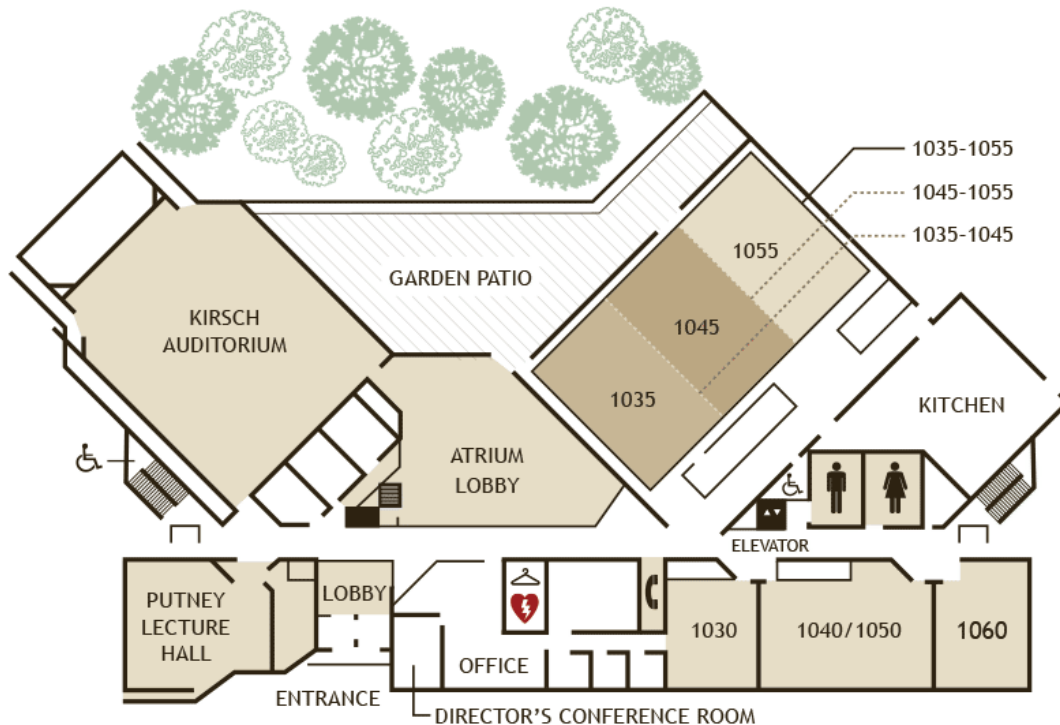 1035-1055
1045-1055
1035-1045
1055
GARDEN PATIO
KIRSCH
AUDITORIUM
1045
1035
KITCHEN
ATRIUM
LOBBY
ELEVATOR
PUTNEY
LECTURE
HALL
LOBBY
1030
1040/1050
1060
OFFICE
ENTRANCE
DIRECTOR'S CONFERENCE ROOM